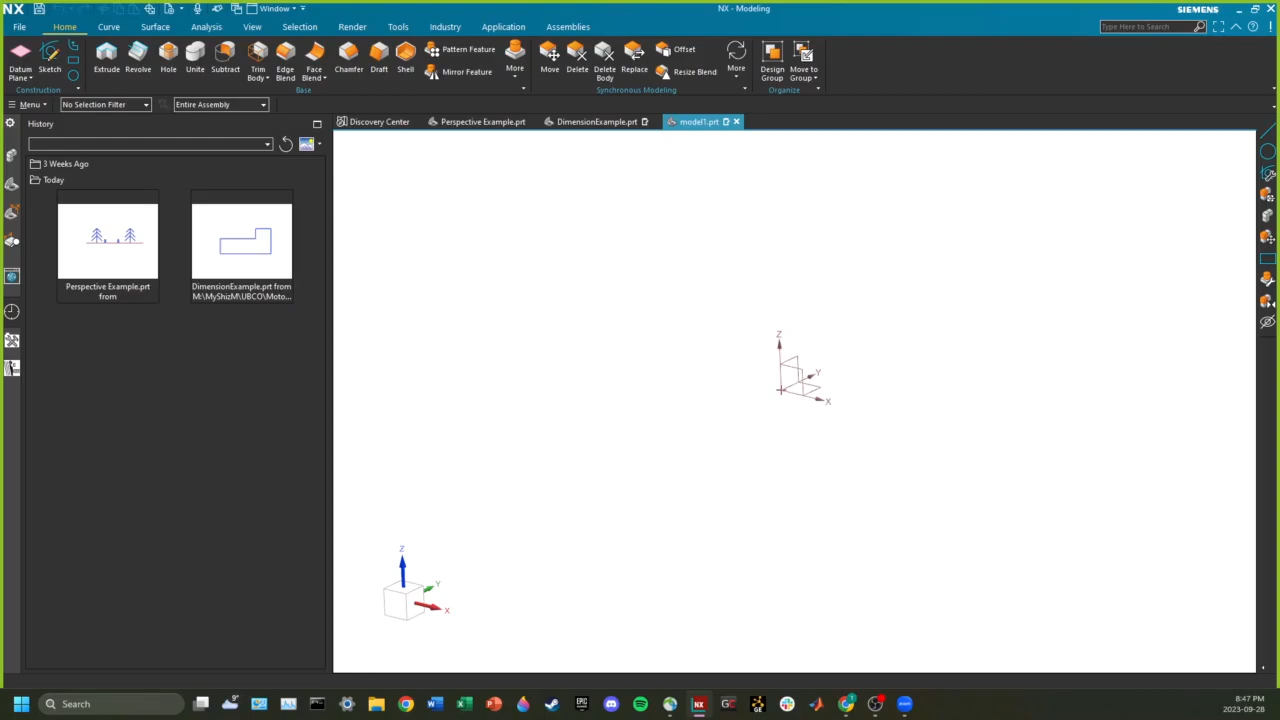 NX
Window
NX - Modeling
SIEMENS
File Home Curve Surface Analysis View Selection Render Tools Industry Application Assemblies
Type Here to Search
Datum Plane
Sketch
Extrude
Revolve
Hole
Unite
Subtract
Trim Body
Edge Blend
Face Blend
Chamfer
Draft
Shell
Pattern Feature
Mirror Feature
More
Move
Delete
Delete Body
Replace
Offset
Resize Blend
More
Design Group
Move to Group
Construction
Base
Synchronous Modeling
Organize
Menu
No Selection Filter
Entire Assembly
History
Discovery Center
Perspective Example.prt
DimensionExample.prt
model1.prt
3 Weeks Ago
Today
Perspective Example.prt
from
DimensionExample.prt from
M:\MyShizM\UBCO\Moto...
Z
Y
X
Z
Y
X
Search
8:47 PM
2023-09-28